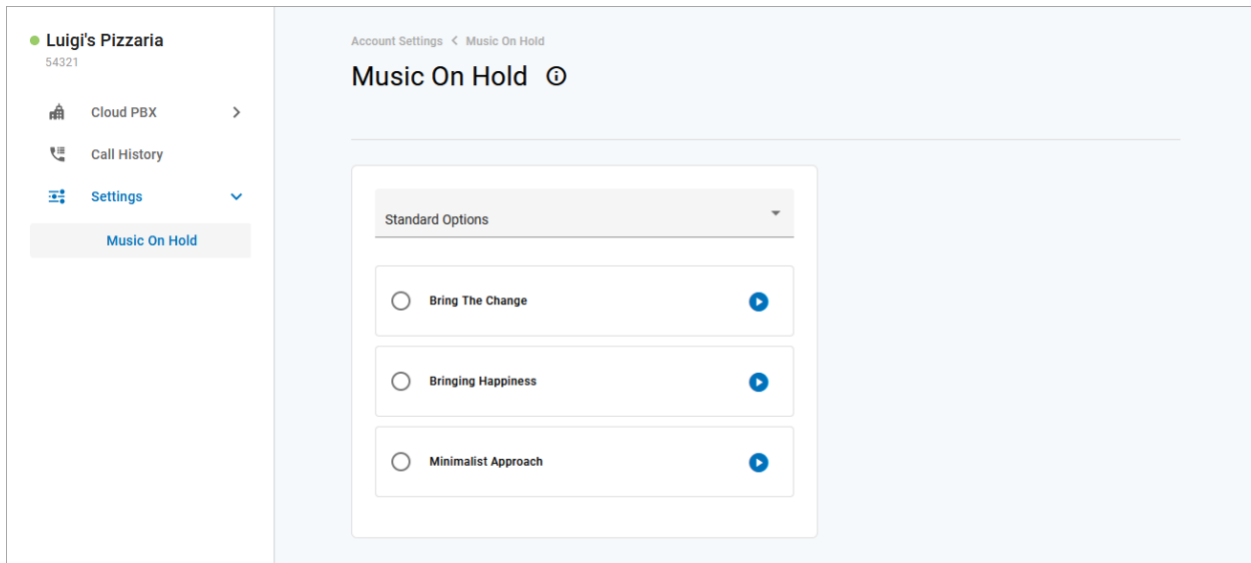 Luigi's Pizzaria
54321
Cloud PBX
Call History
Settings
Music On Hold
Account Settings < Music On Hold
Music On Hold
Standard Options
Bring The Change
Bringing Happiness
Minimalist Approach